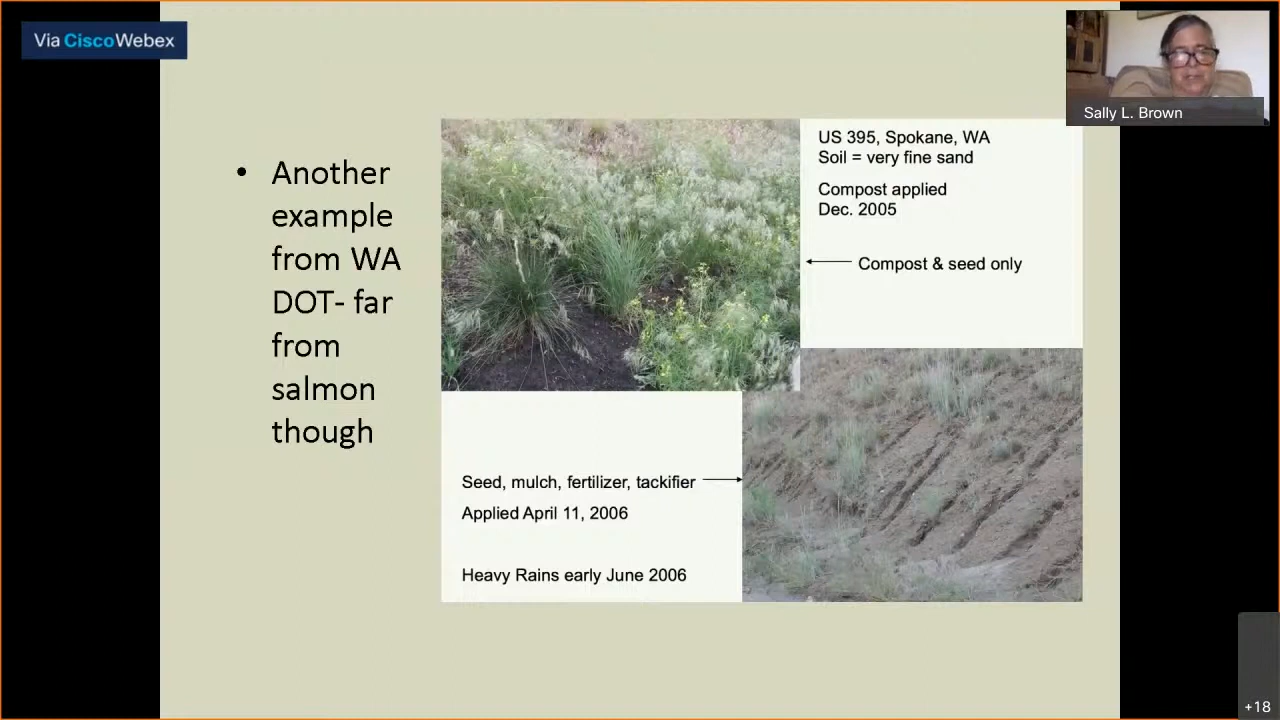 Via CiscoWebex
Sally L. Brown
• Another
example
from WA
DOT- far
from
salmon
though
US 395, Spokane, WA
Soil = very fine sand
Compost applied
Dec. 2005
Compost & seed only
Seed, mulch, fertilizer, tackifier
Applied April 11, 2006
Heavy Rains early June 2006
+18